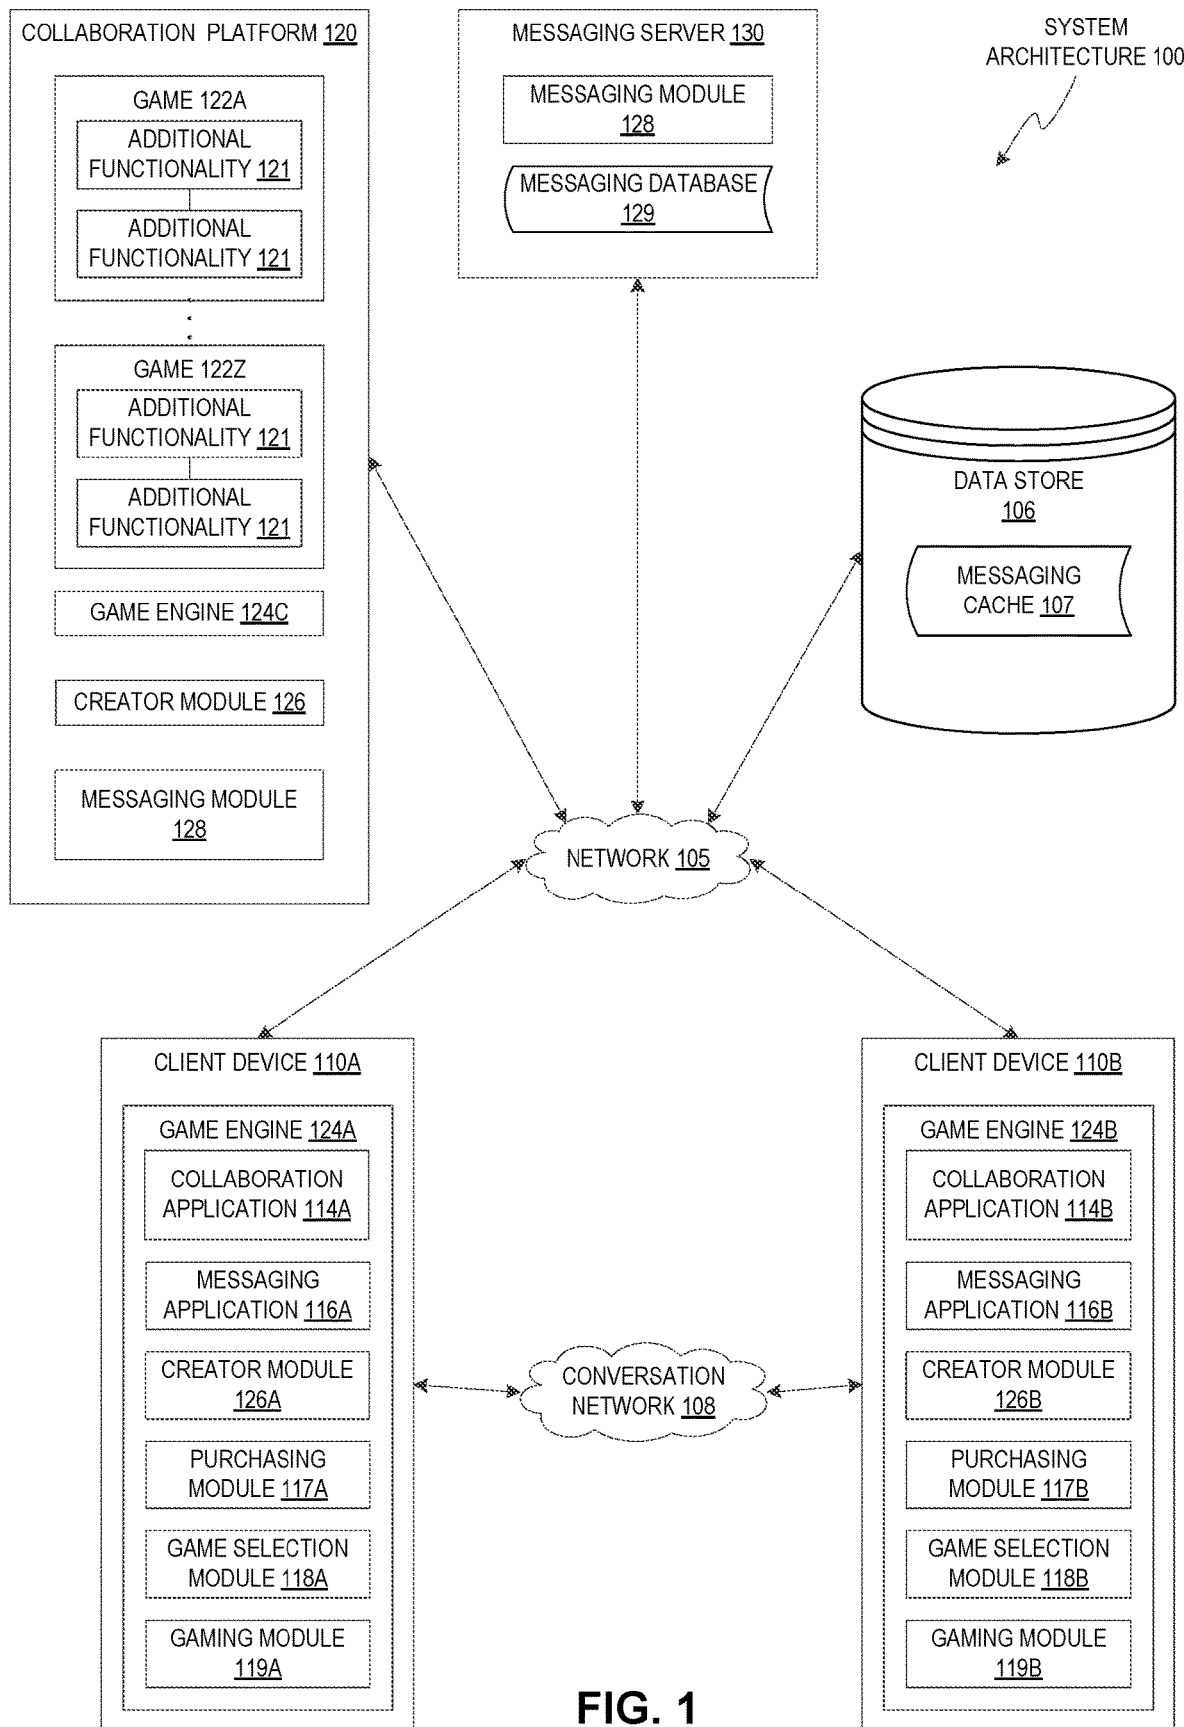 COLLABORATION PLATFORM 120
GAME 122A
ADDITIONAL
FUNCTIONALITY 121
ADDITIONAL
FUNCTIONALITY 121
GAME 122Z
ADDITIONAL
FUNCTIONALITY 121
ADDITIONAL
FUNCTIONALITY 121
GAME ENGINE 124C
CREATOR MODULE 126
MESSAGING MODULE
128
MESSAGING SERVER 130
MESSAGING MODULE
128
MESSAGING DATABASE
129
SYSTEM
ARCHITECTURE 100
DATA STORE
106
MESSAGING
CACHE 107
NETWORK 105
CLIENT DEVICE 110A
GAME ENGINE 124A
COLLABORATION
APPLICATION 114A
MESSAGING
APPLICATION 116A
CREATOR MODULE
126A
PURCHASING
MODULE 117A
GAME SELECTION
MODULE 118A
GAMING MODULE
119A
CONVERSATION
NETWORK 108
CLIENT DEVICE 110B
GAME ENGINE 124B
COLLABORATION
APPLICATION 114B
MESSAGING
APPLICATION 116B
CREATOR MODULE
126B
PURCHASING
MODULE 117B
GAME SELECTION
MODULE 118B
GAMING MODULE
119B
FIG. 1